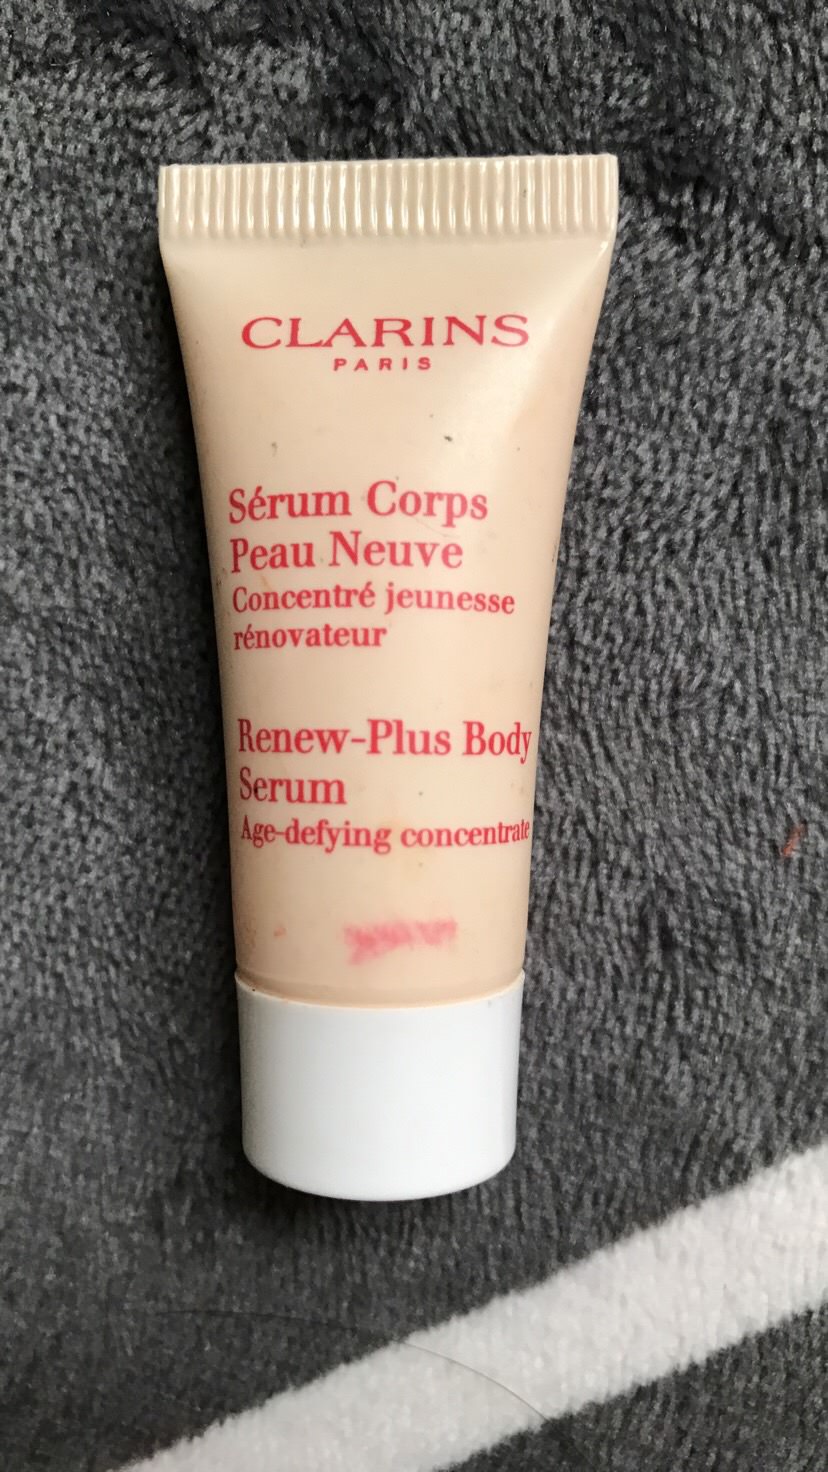 CLARINS
PARIS
Sérum Corps
Peau Neuve
Concentré jeunesse
rénovateur
Renew-Plus Body
Serum
Age-defying concentrate